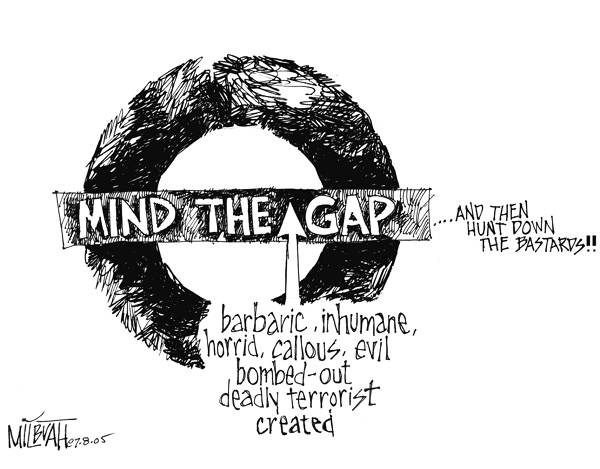 MIND THE GAP
...AND THEN
HUNT DOWN
THE BASTARDS!!
barbaric, inhumane,
horrid, callous, evil
bombed-out
deadly terrorist
created
MILBRATH 07.8.05